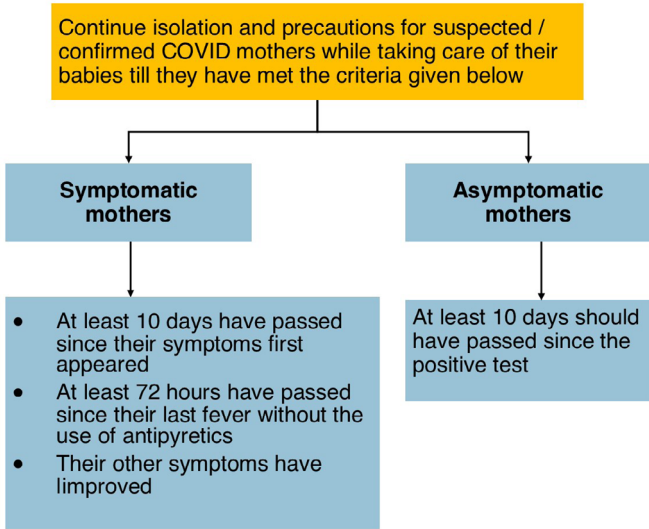 Continue isolation and precautions for suspected /
confirmed COVID mothers while taking care of their
babies till they have met the criteria given below
Symptomatic
mothers
Asymptomatic
mothers
• At least 10 days have passed
since their symptoms first
appeared
• At least 72 hours have passed
since their last fever without the
use of antipyretics
• Their other symptoms have
limproved
At least 10 days should
have passed since the
positive test